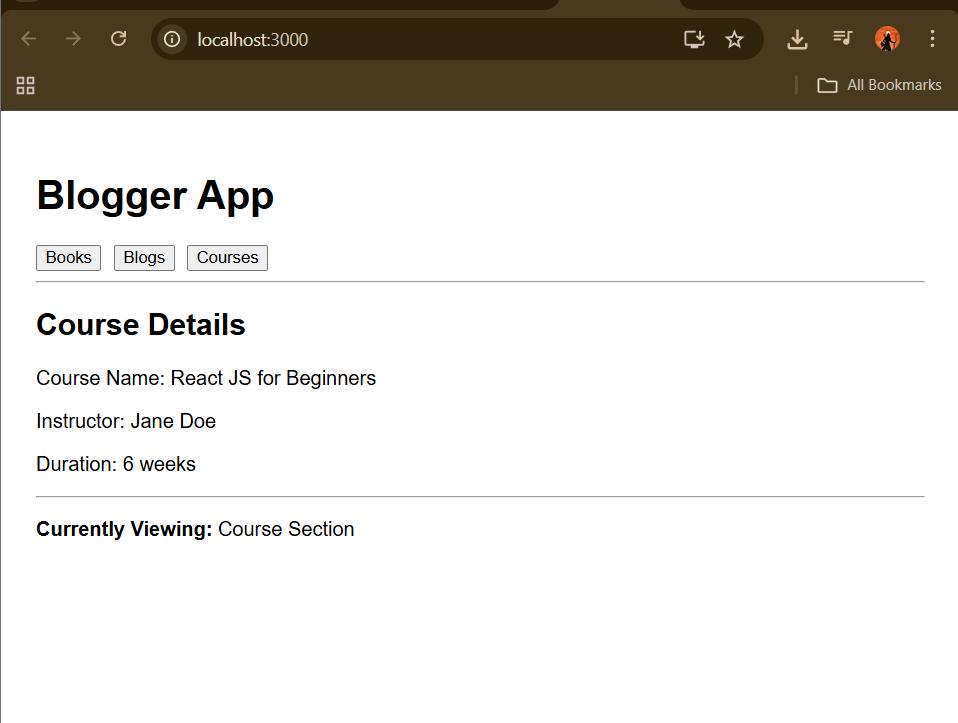 localhost:3000
All Bookmarks
Blogger App
Books Blogs Courses
Course Details
Course Name: React JS for Beginners
Instructor: Jane Doe
Duration: 6 weeks
Currently Viewing: Course Section